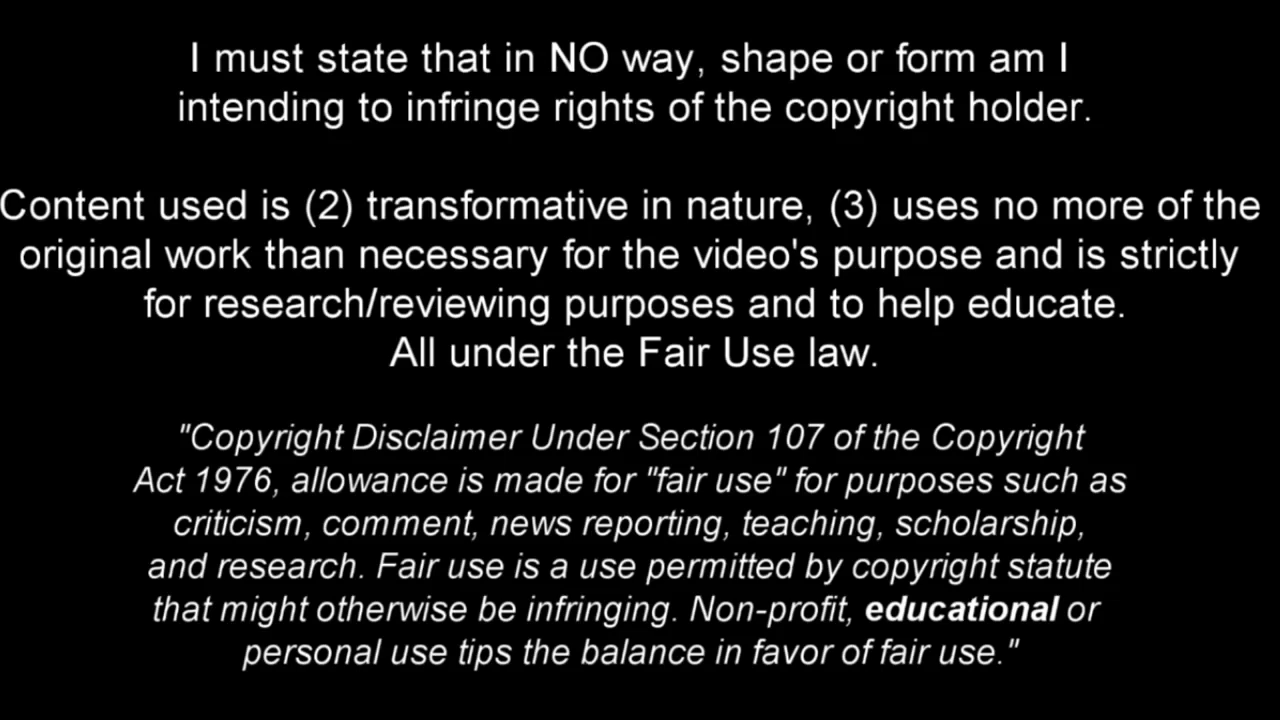 I must state that in NO way, shape or form am I
intending to infringe rights of the copyright holder.
Content used is (2) transformative in nature, (3) uses no more of the
original work than necessary for the video's purpose and is strictly
for research/reviewing purposes and to help educate.
All under the Fair Use law.
"Copyright Disclaimer Under Section 107 of the Copyright
Act 1976, allowance is made for "fair use" for purposes such as
criticism, comment, news reporting, teaching, scholarship,
and research. Fair use is a use permitted by copyright statute
that might otherwise be infringing. Non-profit, educational or
personal use tips the balance in favor of fair use."